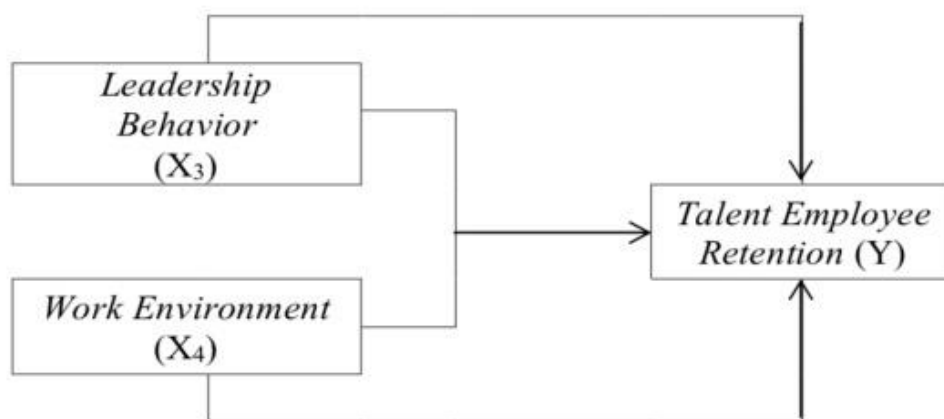 Leadership
Behavior
(X₃)
Talent Employee
Retention (Y)
Work Environment
(X₄)